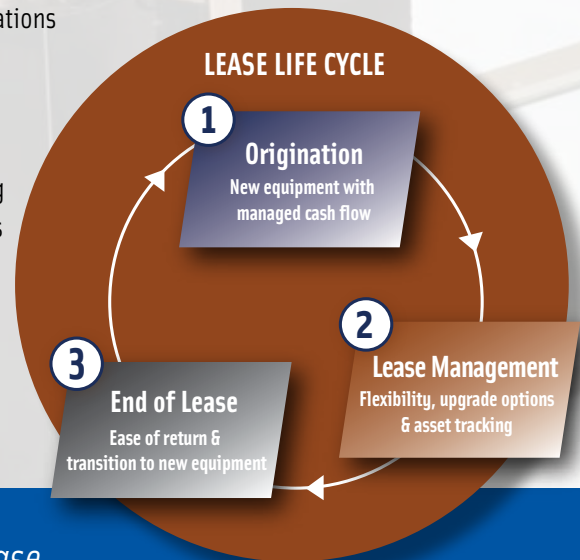 LEASE LIFE CYCLE
1
Origination
New equipment with
managed cash flow
2
Lease Management
Flexibility, upgrade options
& asset tracking
3
End of Lease
Ease of return &
transition to new equipment